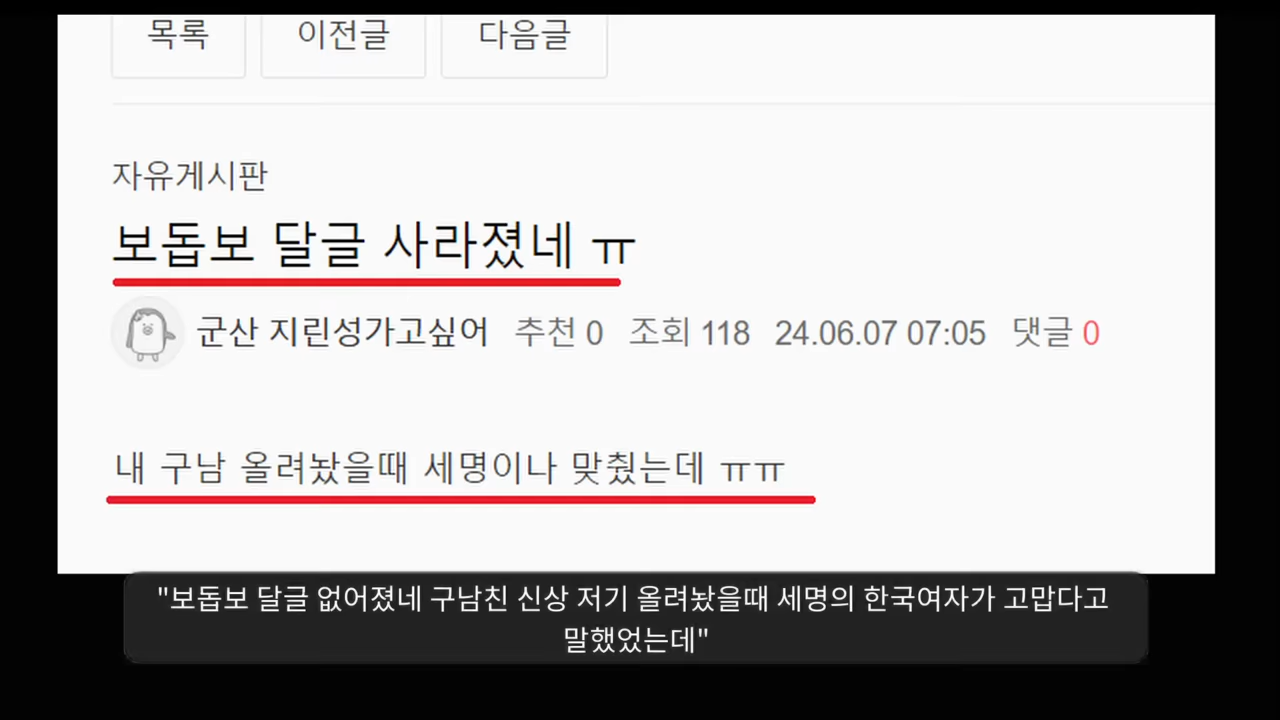 목록 이전글 다음글
자유게시판
보돕보 달글 사라졌네 ㅠ
군산 지린성가고싶어 추천 0 조회 118 24.06.07 07:05 댓글 0
내 구남 올려놨을때 세명이나 맞췄는데 ㅠㅠ
"보돕보 달글 없어졌네 구남친 신상 저기 올려놨을때 세명의 한국여자가 고맙다고
말했었는데"